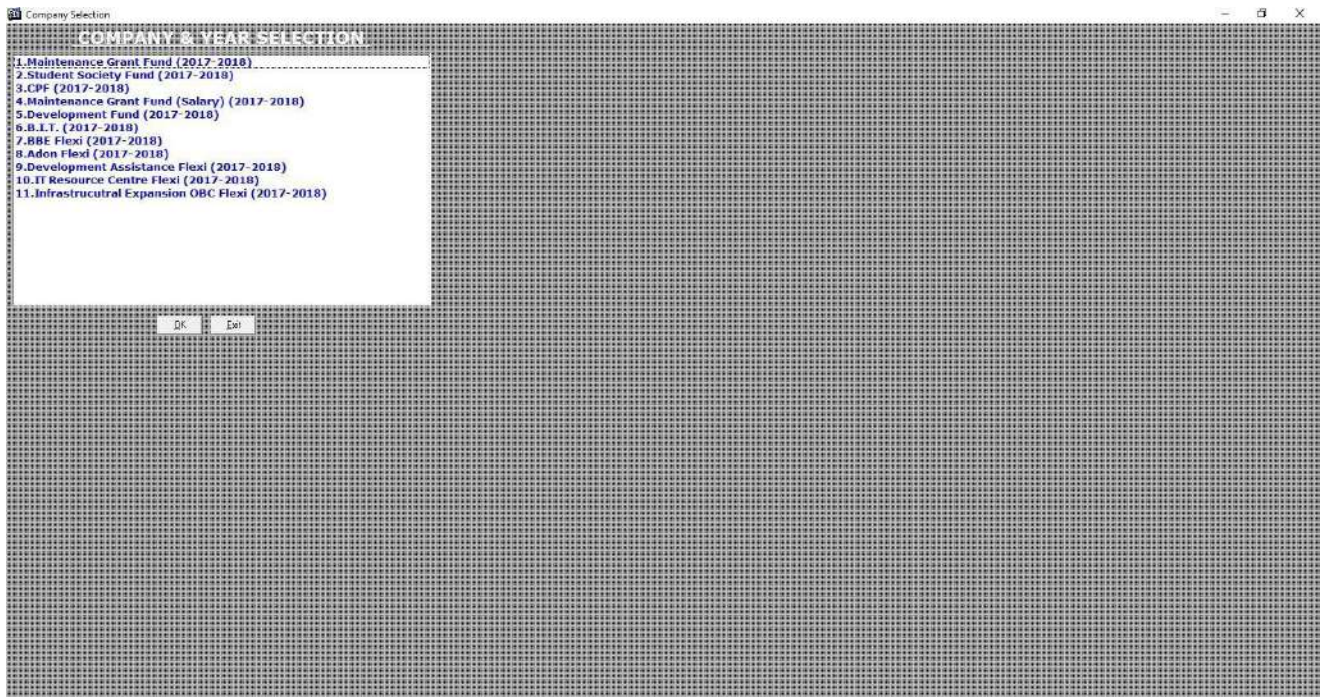 Company Selection
COMPANY & YEAR SELECTION
1.Maintenance Grant Fund (2017-2018)
2.Student Society Fund (2017-2018)
3.CPF (2017-2018)
4.Maintenance Grant Fund (Salary) (2017-2018)
5.Development Fund (2017-2018)
6.B.I.T. (2017-2018)
7.BBE Flexi (2017-2018)
8.Adon Flexi (2017-2018)
9.Development Assistance Flexi (2017-2018)
10.IT Resource Centre Flexi (2017-2018)
11.Infrastrucutral Expansion OBC Flexi (2017-2018)
OK Exit